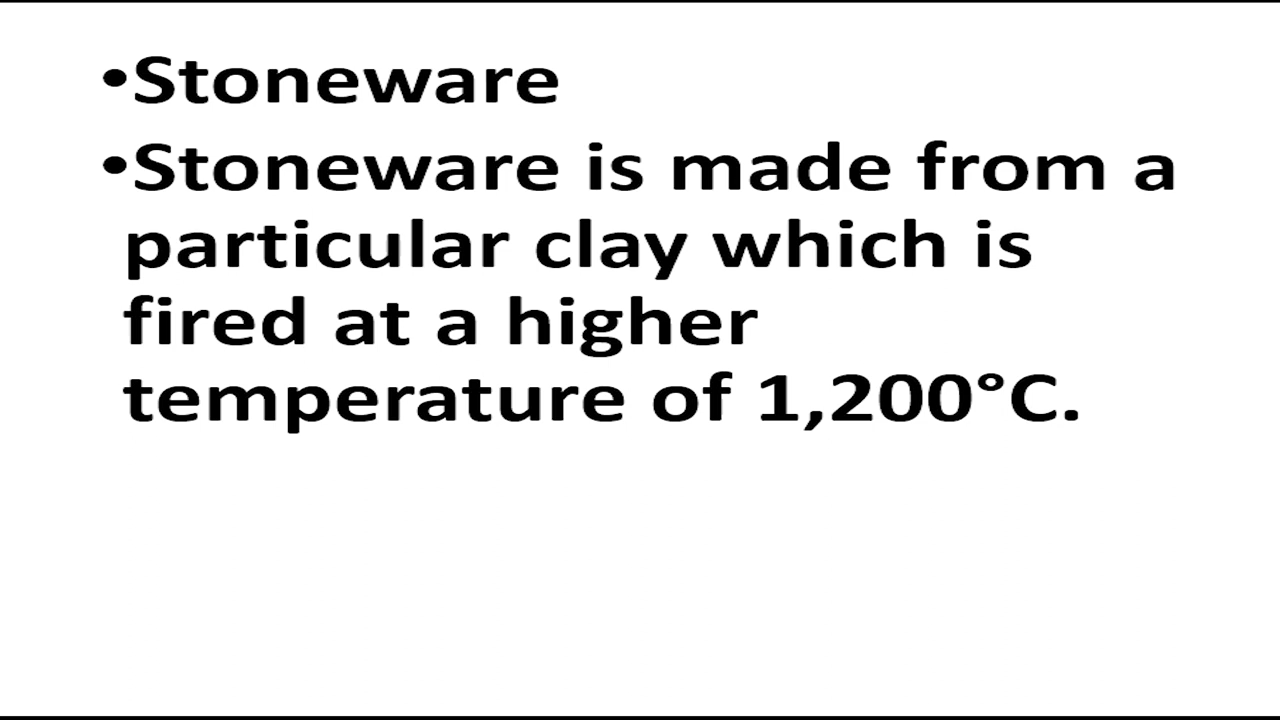 •Stoneware
•Stoneware is made from a
particular clay which is
fired at a higher
temperature of 1,200°C.